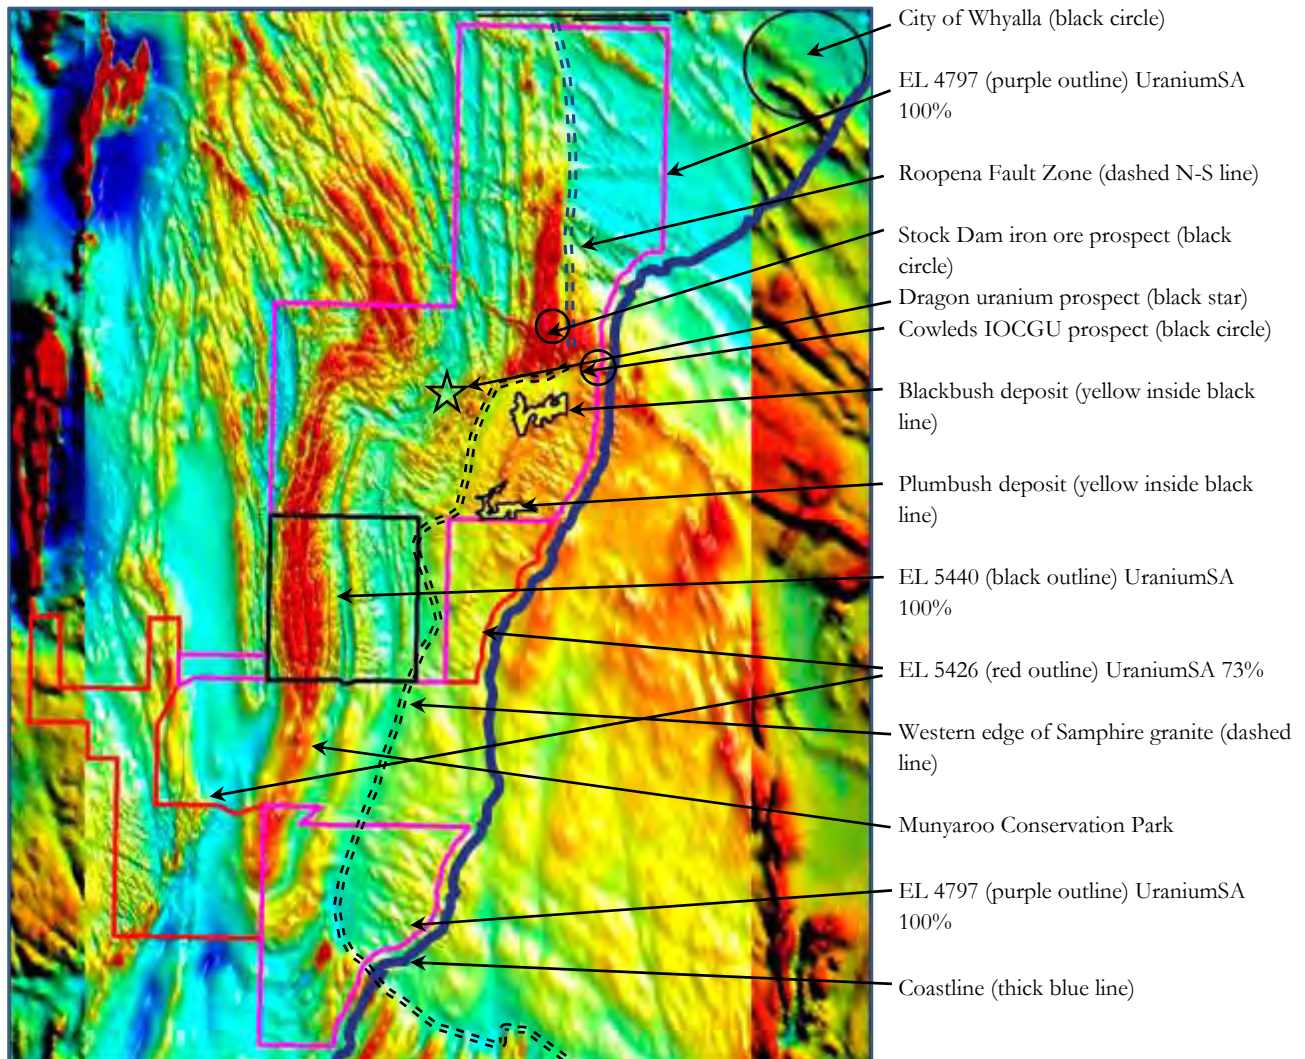 City of Whyalla (black circle)
EL 4797 (purple outline) UraniumSA
100%
Roopena Fault Zone (dashed N-S line)
Stock Dam iron ore prospect (black
circle)
Dragon uranium prospect (black star)
Cowleds IOCGU prospect (black circle)
Blackbush deposit (yellow inside black
line)
Plumbush deposit (yellow inside black
line)
EL 5440 (black outline) UraniumSA
100%
EL 5426 (red outline) UraniumSA 73%
Western edge of Samphire granite (dashed
line)
Munyaroo Conservation Park
EL 4797 (purple outline) UraniumSA
100%
Coastline (thick blue line)